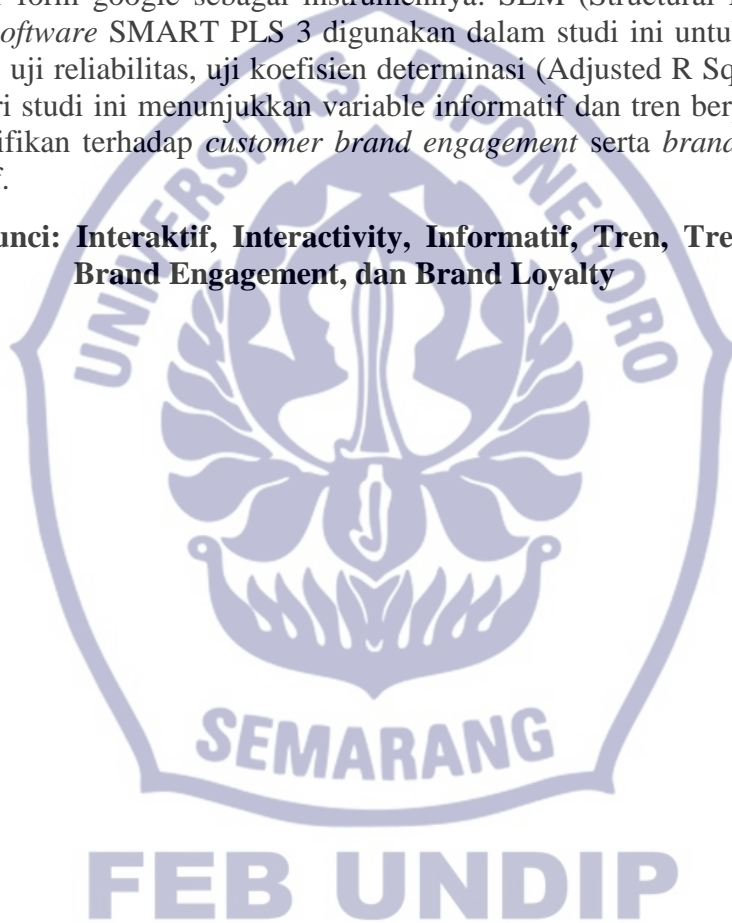 form google sebagai instrumennya. SEM (Structural
oftware SMART PLS 3 digunakan dalam studi ini untu
uji reliabilitas, uji koefisien determinasi (Adjusted R Sq
ri studi ini menunjukkan variable informatif dan tren ber
ifikan terhadap customer brand engagement serta brand
f.
unci: Interaktif, Interactivity, Informatif, Tren, Tre
Brand Engagement, dan Brand Loyalty
UNIVERSITAS DIPONEGORO
SEMARANG
FEB UNDIP